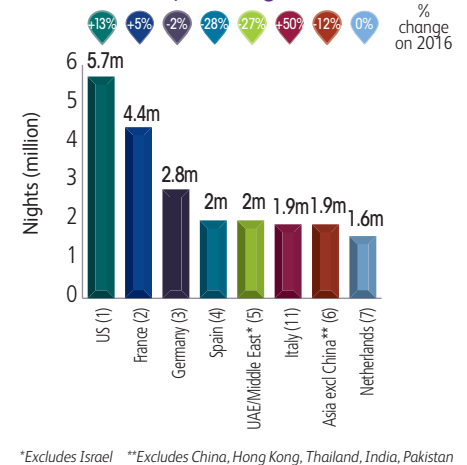 +13% +5% -2% -28% -27% +50% -12% 0%
%
change
on 2016
Nights (million)
6
5
4
3
2
1
0
5.7m
4.4m
2.8m
2m
2m
1.9m
1.9m
1.6m
US (1)
France (2)
Germany (3)
Spain (4)
UAE/Middle East* (5)
Italy (11)
Asia excl China** (6)
Netherlands (7)
*Excludes Israel **Excludes China, Hong Kong, Thailand, India, Pakistan